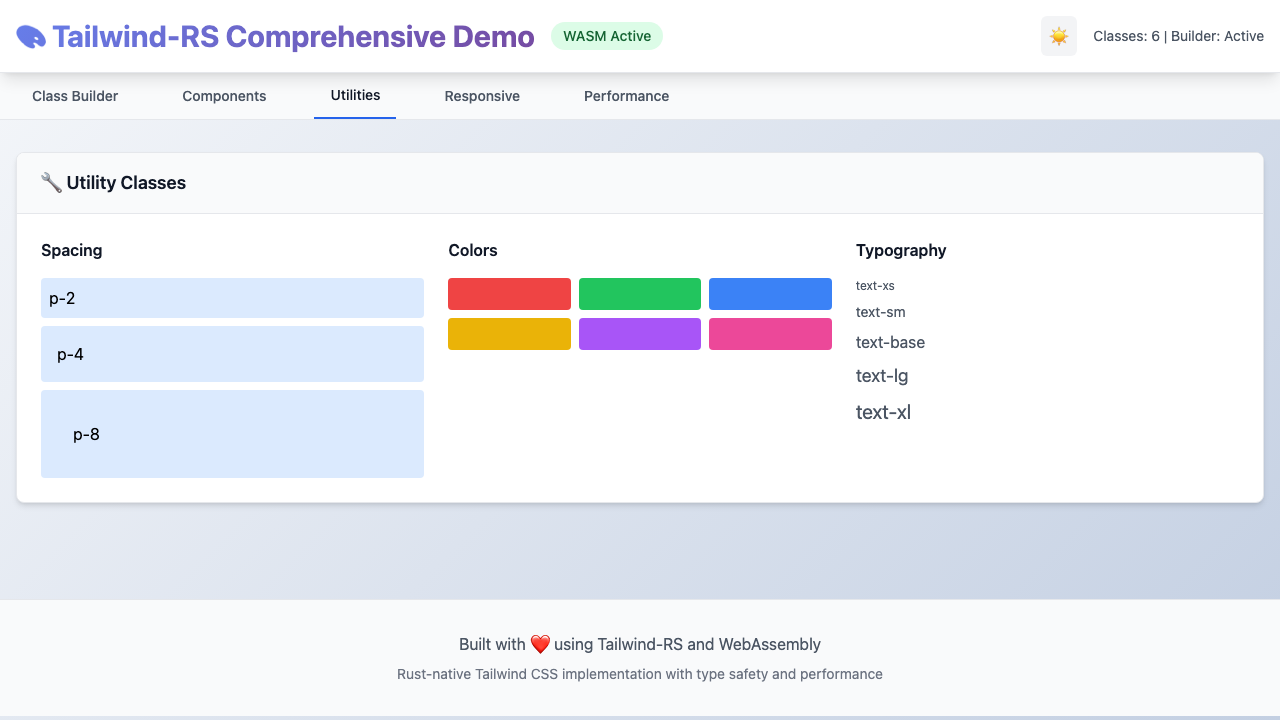 Tailwind-RS Comprehensive Demo
WASM Active
Classes: 6 | Builder: Active
Class Builder
Components
Utilities
Responsive
Performance
Utility Classes
Spacing
p-2
p-4
p-8
Colors
Typography
text-xs
text-sm
text-base
text-lg
text-xl
Built with ❤️ using Tailwind-RS and WebAssembly
Rust-native Tailwind CSS implementation with type safety and performance